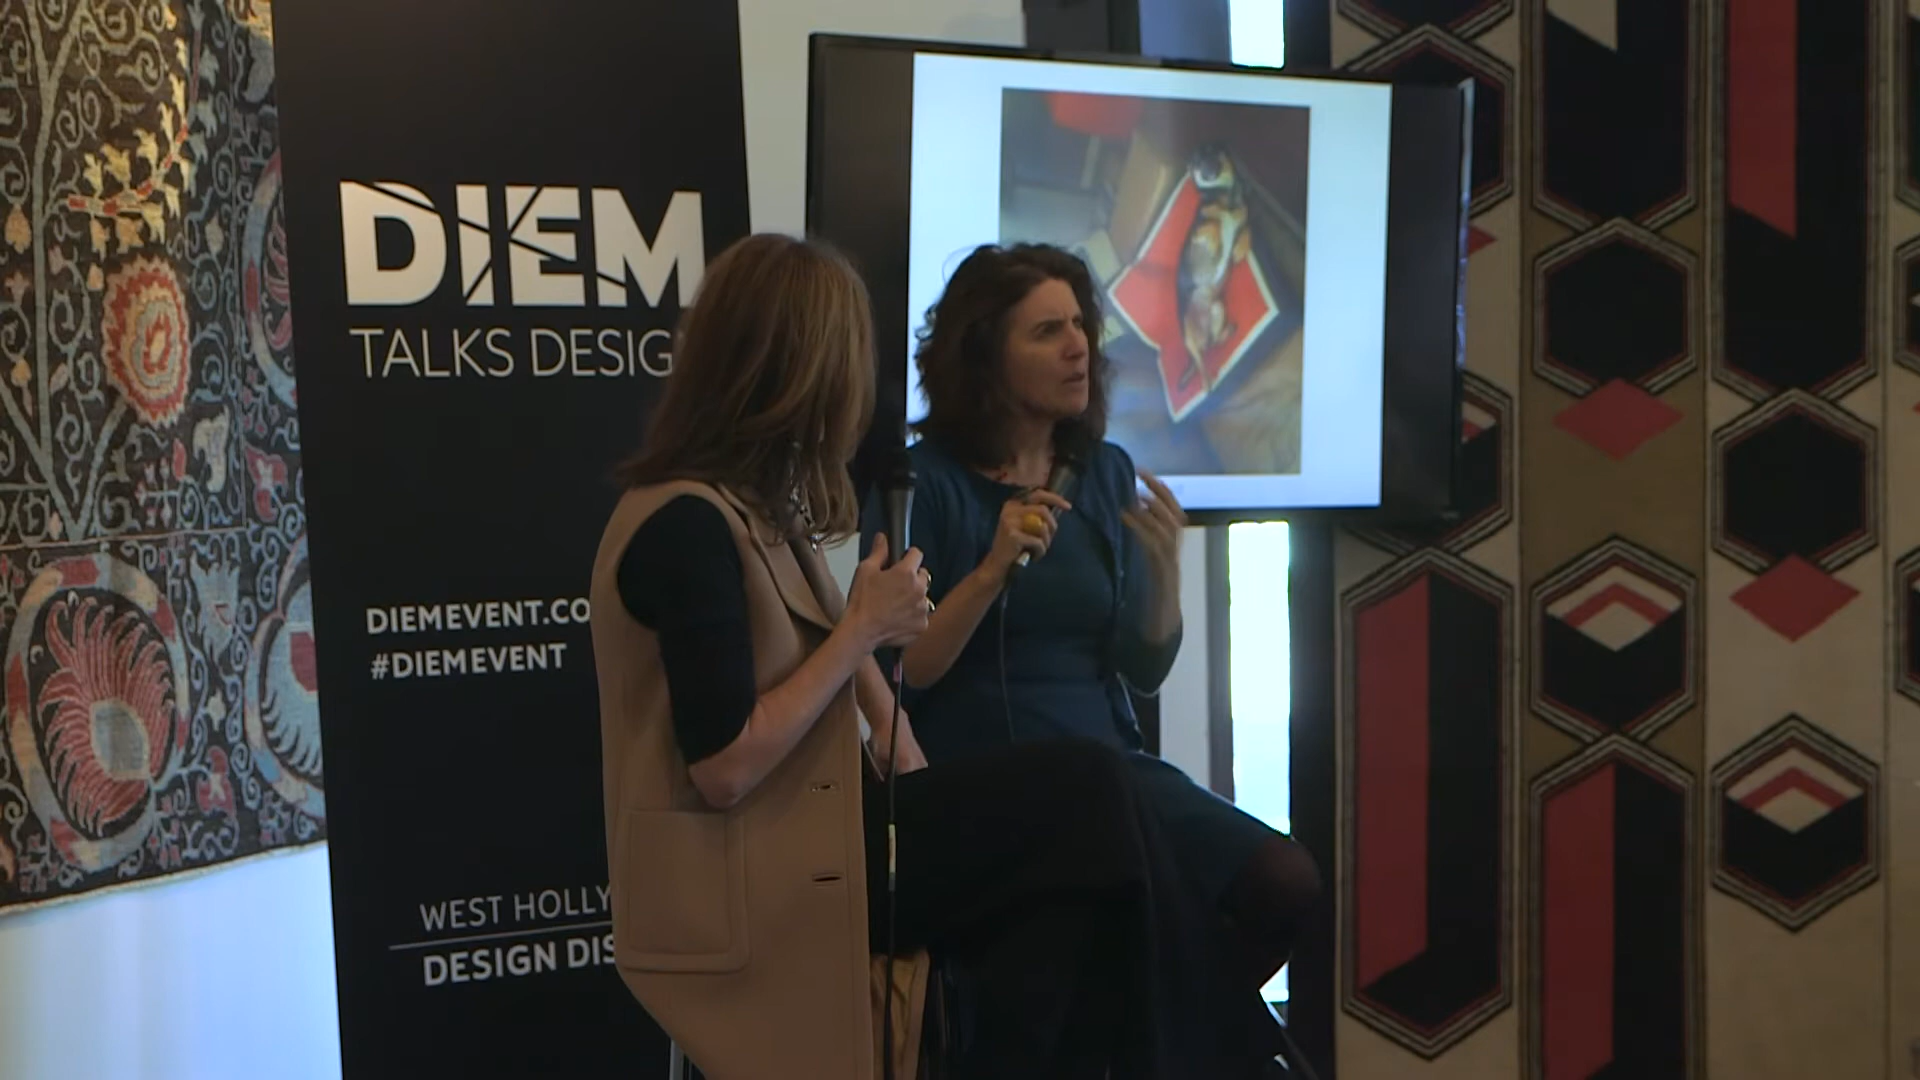 DIEM
TALKS DESIG
DIEMEVENT.CO
#DIEMEVENT
WEST HOLLY
DESIGN DIS